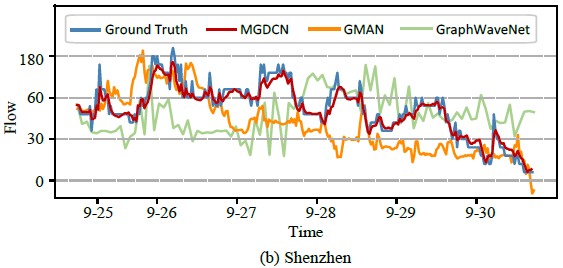 Ground Truth MGDCN GMAN GraphWaveNet
180
60
30
0
Flow
9-25 9-26 9-27 9-28 9-29 9-30
Time
(b) Shenzhen